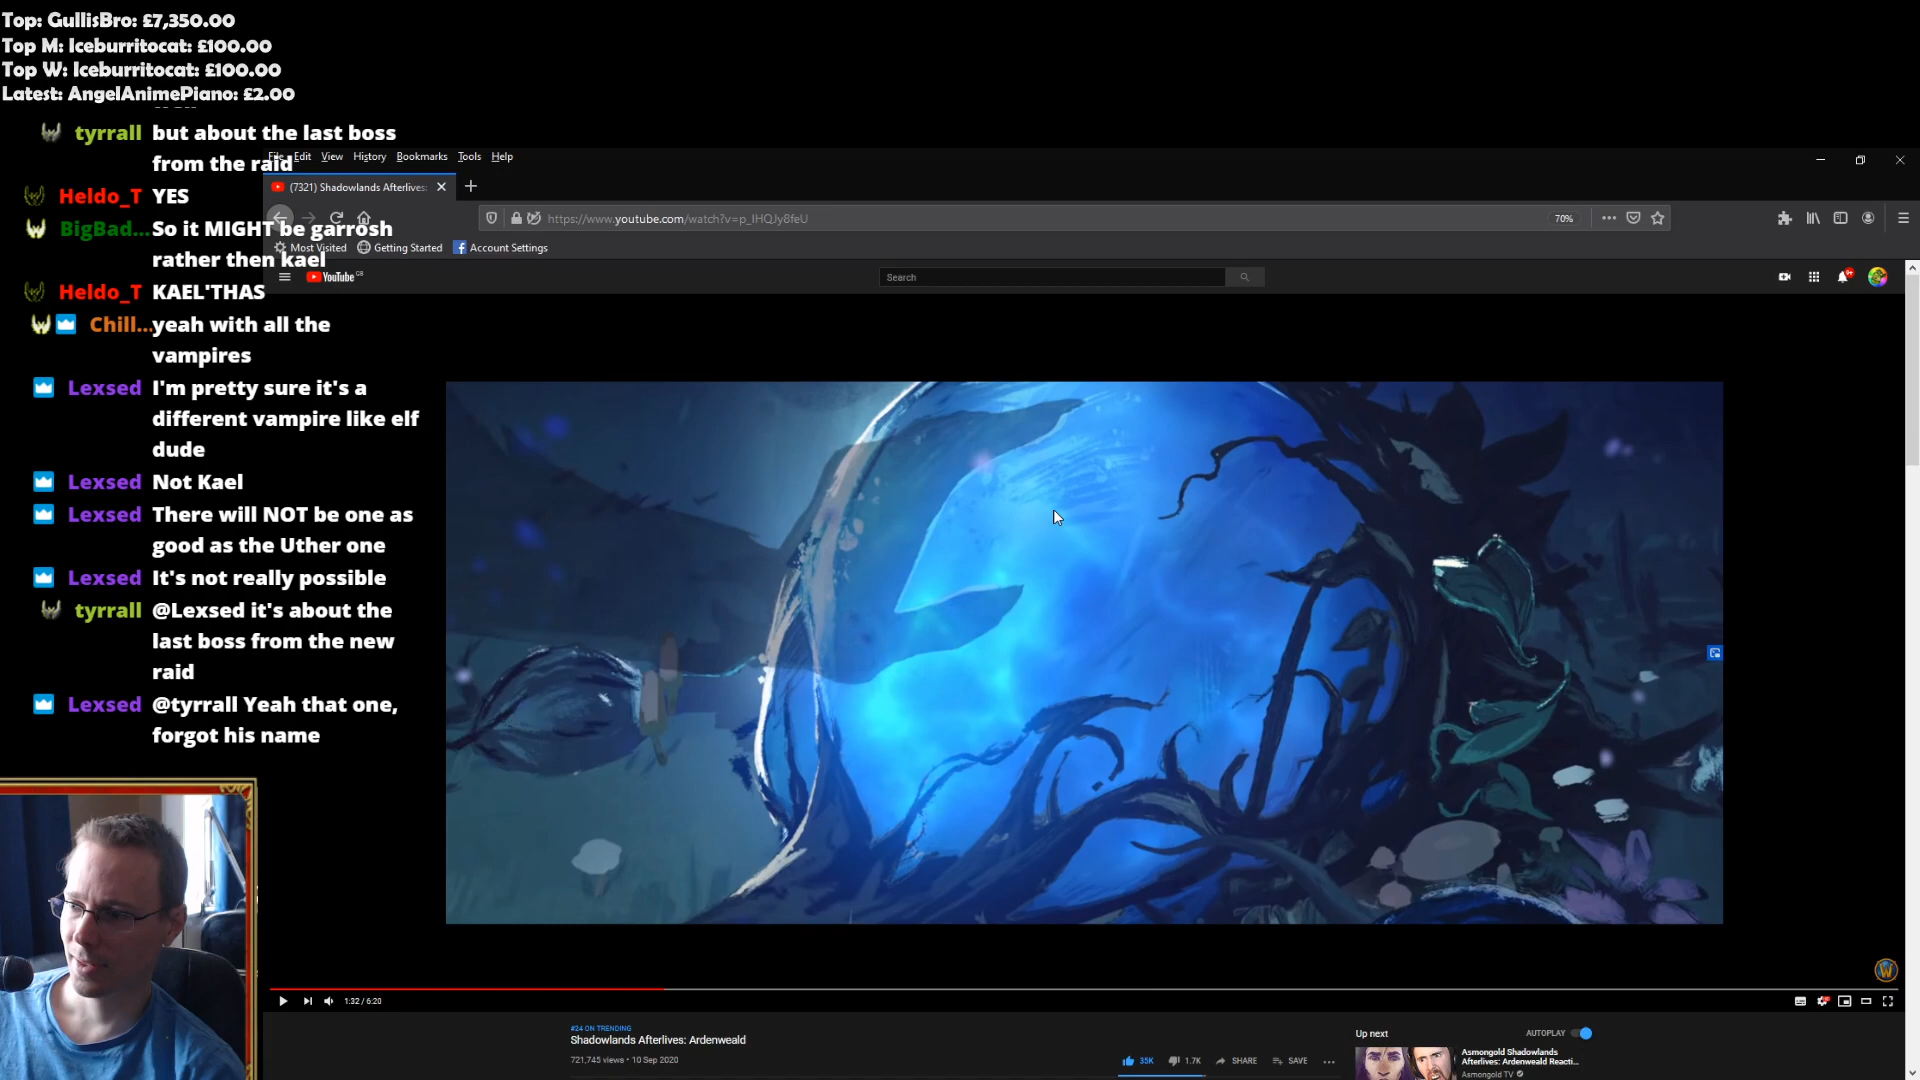 Top: GullisBro: £7,350.00
Top M: Iceburritocat: £100.00
Top W: Iceburritocat: £100.00
Latest: AngelAnimePiano: £2.00
tyrrall but about the last boss
from the raid
Heldo_T YES
BigBad... So it MIGHT be garrosh
rather then kael
Heldo_T KAEL'THAS
Chill... yeah with all the
vampires
Lexsed I'm pretty sure it's a
different vampire like elf
dude
Lexsed Not Kael
Lexsed There will NOT be one as
good as the Uther one
Lexsed It's not really possible
tyrrall @Lexsed it's about the
last boss from the new
raid
Lexsed @tyrrall Yeah that one,
forgot his name
File Edit View History Bookmarks Tools Help
(7321) Shadowlands Afterlives:
https://www.youtube.com/watch?v=p_IHQJy8feU
70%
Most Visited Getting Started Account Settings
YouTube GB
Search
9+
W
1:32 / 6:20
#24 ON TRENDING
Shadowlands Afterlives: Ardenweald
721,745 views • 10 Sep 2020
35K 1.7K SHARE SAVE
Up next
AUTOPLAY
Asmongold Shadowlands
Afterlives: Ardenweald Reacti...
Asmongold TV